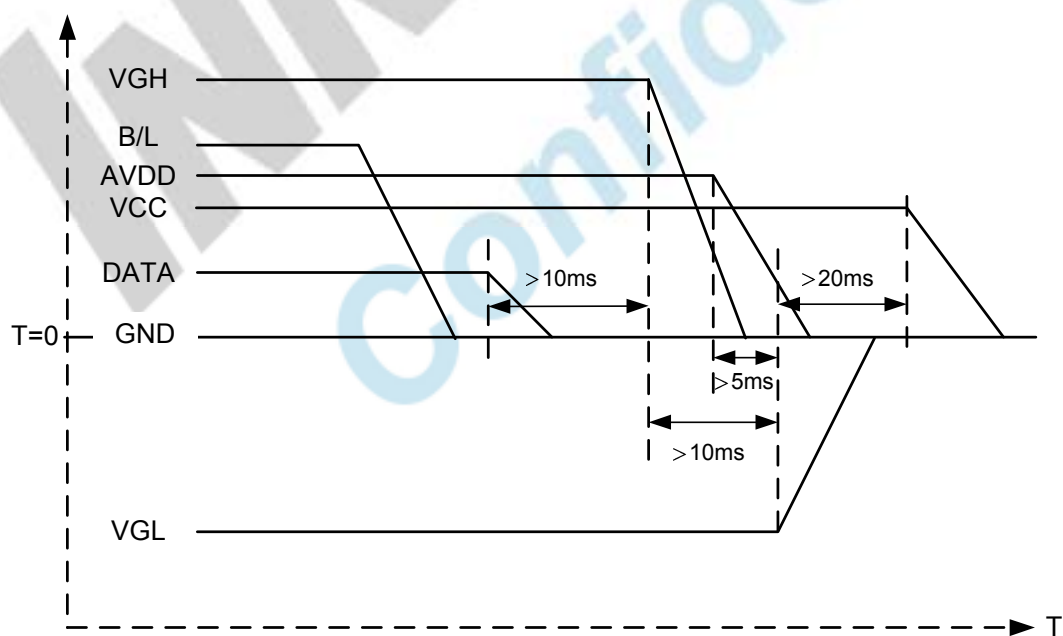 VGH
B/L
AVDD
VCC
DATA
>10ms
>20ms
T=0
GND
>5ms
>10ms
VGL
T
Confid